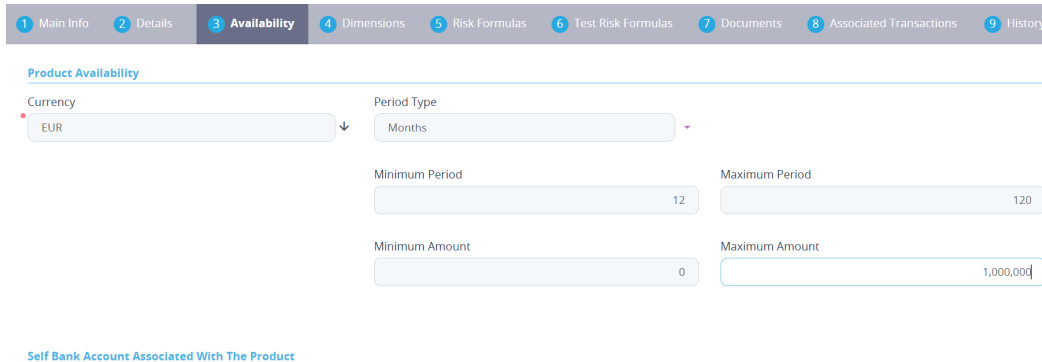 1 Main Info 2 Details 3 Availability 4 Dimensions 5 Risk Formulas 6 Test Risk Formulas 7 Documents 8 Associated Transactions 9 History
Product Availability
Currency Period Type
EUR Months
Minimum Period Maximum Period
12 120
Minimum Amount Maximum Amount
0 1,000,000
Self Bank Account Associated With The Product